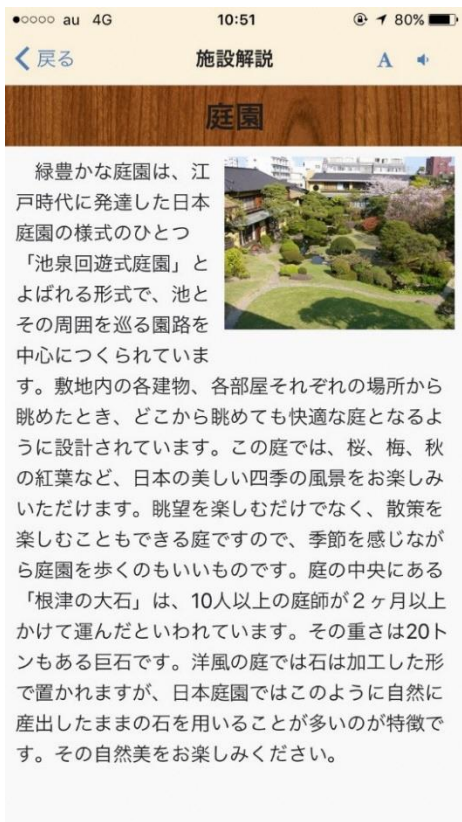 ●○○○○ au 4G 10:51 80%
戻る 施設解説 A
庭園
緑豊かな庭園は、江
戸時代に発達した日本
庭園の様式のひとつ
「池泉回遊式庭園」と
よばれる形式で、池と
その周囲を巡る園路を
中心につくられていま
す。敷地内の各建物、各部屋それぞれの場所から
眺めたとき、どこから眺めても快適な庭となるよ
うに設計されています。この庭では、桜、梅、秋
の紅葉など、日本の美しい四季の風景をお楽しみ
いただけます。眺望を楽しむだけでなく、散策を
楽しむこともできる庭ですので、季節を感じなが
ら庭園を歩くのもいいものです。庭の中央にある
「根津の大石」は、10人以上の庭師が２ヶ月以上
かけて運んだといわれています。その重さは20ト
ンもある巨石です。洋風の庭では石は加工した形
で置かれますが、日本庭園ではこのように自然に
産出したままの石を用いることが多いのが特徴で
す。その自然美をお楽しみください。